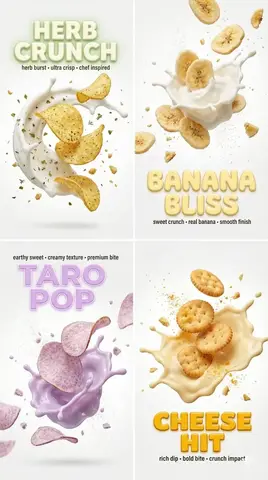 HERB
CRUNCH
herb burst • ultra crisp • chef inspired
BANANA
BLISS
sweet crunch • real banana • smooth finish
earthy sweet • creamy texture • premium bite
TARO
POP
CHEESE
HIT
rich dip • bold bite • crunch impact